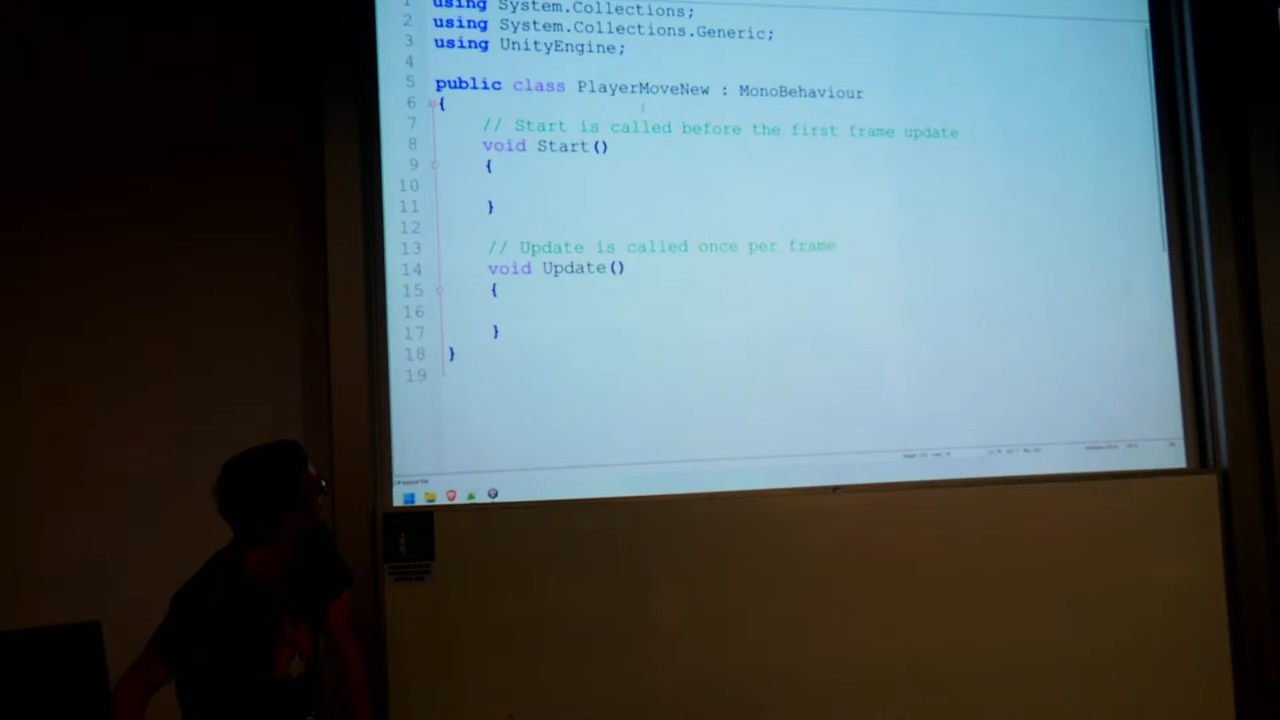 1 using System.Collections;
2 using System.Collections.Generic;
3 using UnityEngine;
4
5 public class PlayerMoveNew : MonoBehaviour
6 {
7 // Start is called before the first frame update
8 void Start()
9 {
10
11 }
12
13 // Update is called once per frame
14 void Update()
15 {
16
17 }
18 }
19